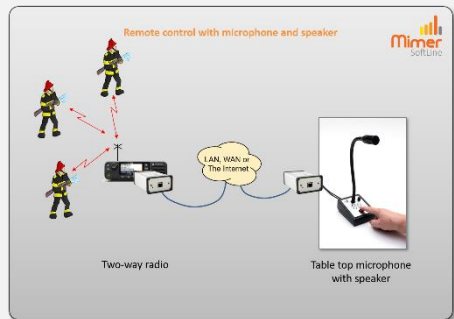 Remote control with microphone and speaker
Mimer
SoftLine
LAN, WAN or
The Internet
Two-way radio
Table top microphone
with speaker